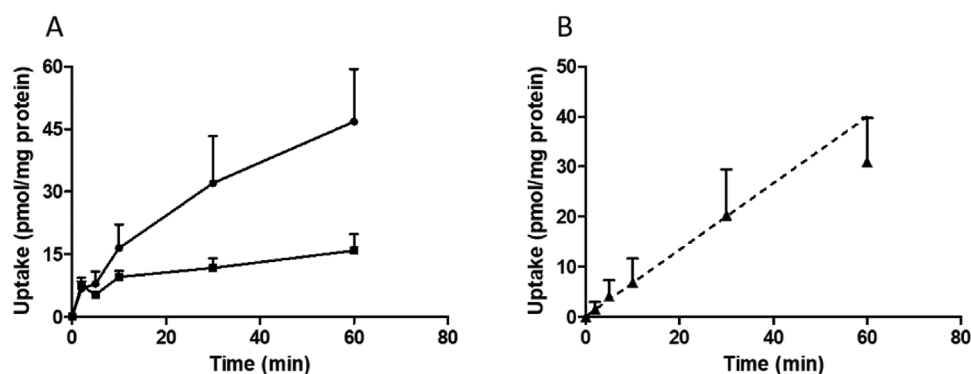 A
Uptake (pmol/mg protein)
60
45
30
15
0
0 20 40 60 80
Time (min)
B
Uptake (pmol/mg protein)
50
40
30
20
10
0
0 20 40 60 80
Time (min)